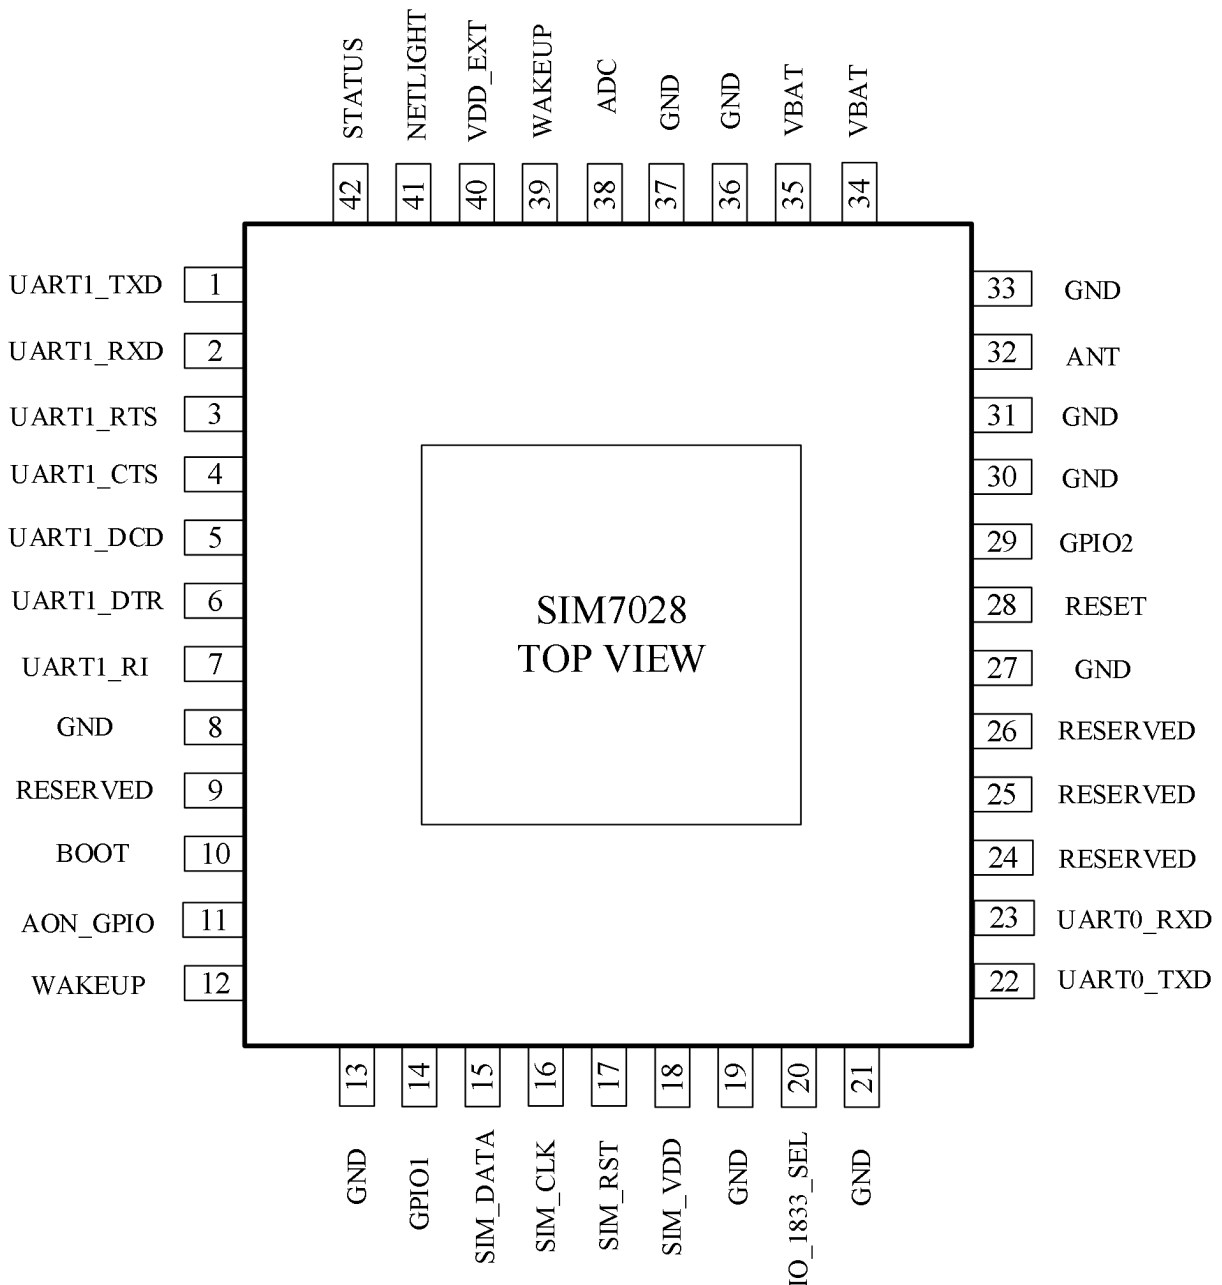 STATUS
NETLIGHT
VDD_EXT
WAKEUP
ADC
GND
GND
VBAT
VBAT
42
41
40
39
38
37
36
35
34
UART1_TXD 1
UART1_RXD 2
UART1_RTS 3
UART1_CTS 4
UART1_DCD 5
UART1_DTR 6
UART1_RI 7
GND 8
RESERVED 9
BOOT 10
AON_GPIO 11
WAKEUP 12
SIM7028
TOP VIEW
33 GND
32 ANT
31 GND
30 GND
29 GPIO2
28 RESET
27 GND
26 RESERVED
25 RESERVED
24 RESERVED
23 UART0_RXD
22 UART0_TXD
13
14
15
16
17
18
19
20
21
GND
GPIO1
SIM_DATA
SIM_CLK
SIM_RST
SIM_VDD
GND
IO_1833_SEL
GND